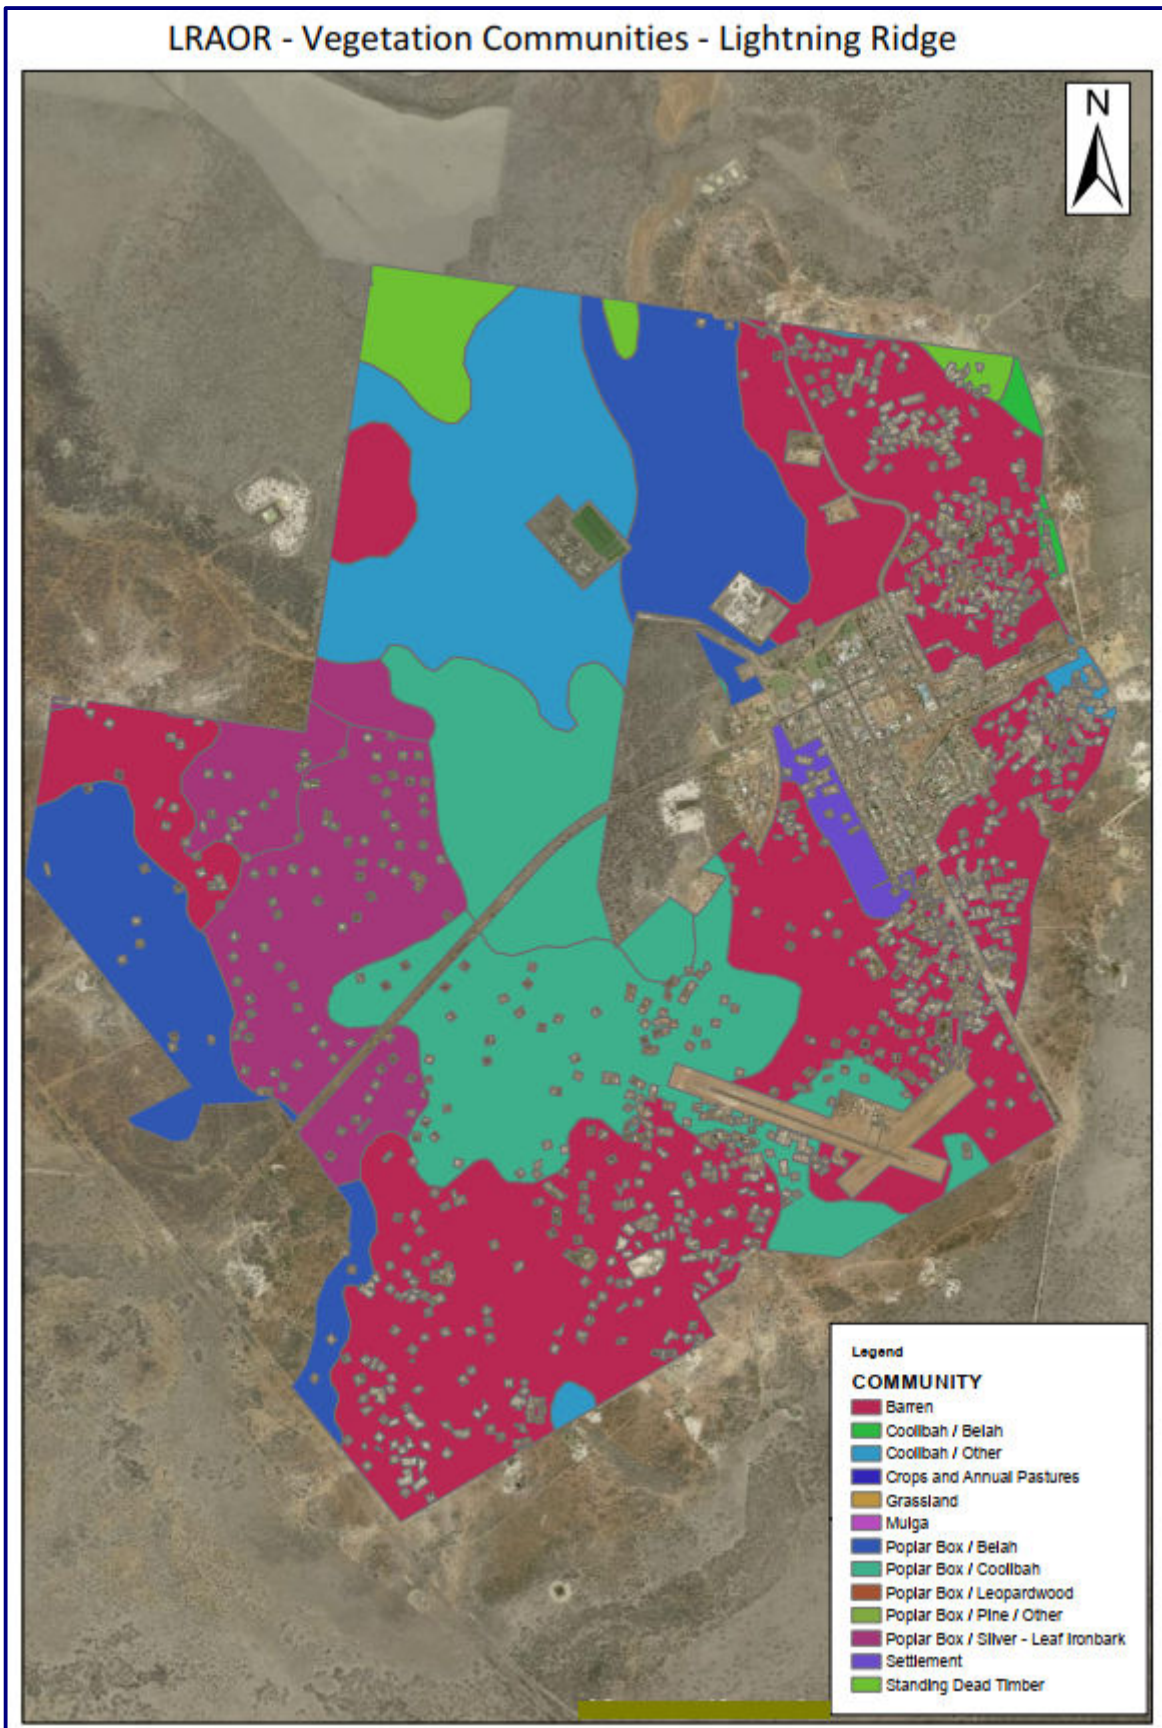 LRAOR - Vegetation Communities - Lightning Ridge
N
Legend
COMMUNITY
Barren
Coolibah / Belah
Coolibah / Other
Crops and Annual Pastures
Grassland
Mulga
Poplar Box / Belah
Poplar Box / Coolibah
Poplar Box / Leopardwood
Poplar Box / Pine / Other
Poplar Box / Silver - Leaf Ironbark
Settlement
Standing Dead Timber